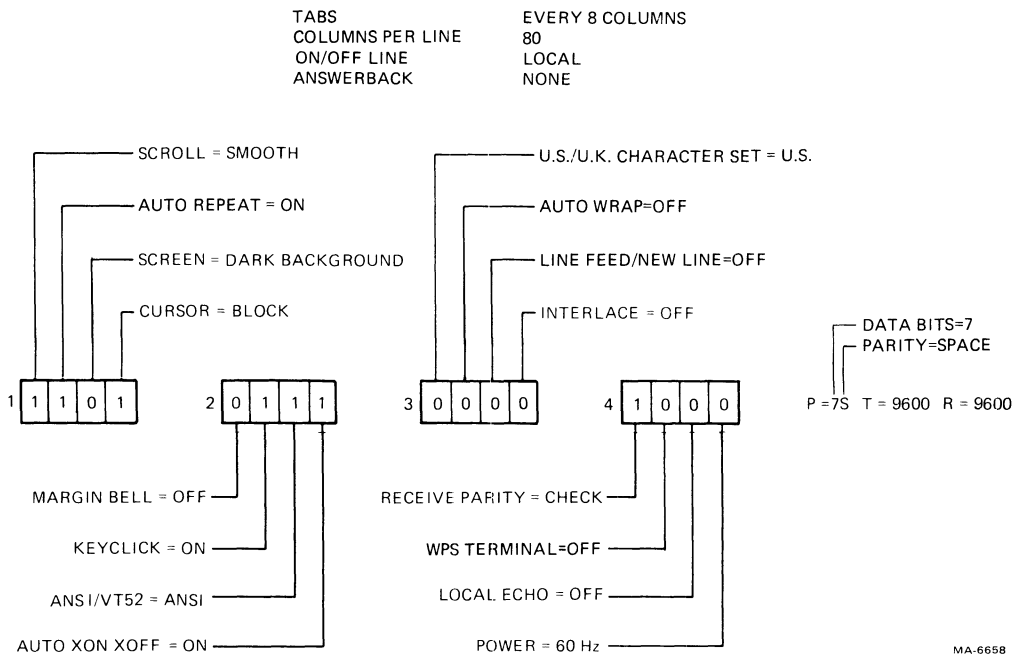 TABS EVERY 8 COLUMNS
COLUMNS PER LINE 80
ON/OFF LINE LOCAL
ANSWERBACK NONE
SCROLL = SMOOTH
AUTO REPEAT = ON
SCREEN = DARK BACKGROUND
CURSOR = BLOCK
U.S./U.K. CHARACTER SET = U.S.
AUTO WRAP=OFF
LINE FEED/NEW LINE=OFF
INTERLACE = OFF
DATA BITS=7
PARITY=SPACE
1 1 1 0 1
2 0 1 1 1
3 0 0 0 0
4 1 0 0 0
P =7S T = 9600 R = 9600
MARGIN BELL = OFF
KEYCLICK = ON
ANSI/VT52 = ANSI
AUTO XON XOFF = ON
RECEIVE PARITY = CHECK
WPS TERMINAL=OFF
LOCAL ECHO = OFF
POWER = 60 Hz
MA-6658